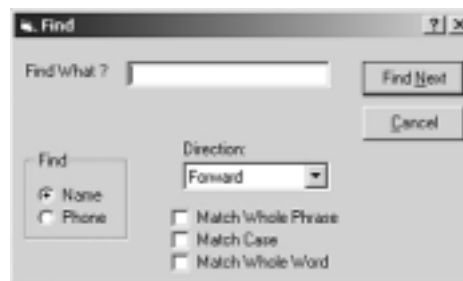 Find
Find What ?
Find Next
Cancel
Find
Name
Phone
Direction:
Forward
Match Whole Phrase
Match Case
Match Whole Word